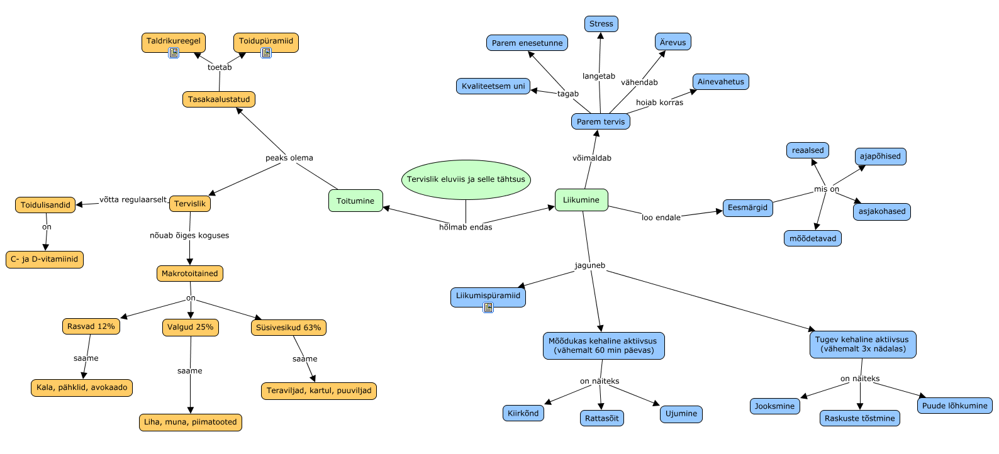 Stress
Taldrikureegel
Toidupüramiid
Parem enesetunne
Ärevus
toetab
langetab
vähendab
Ainevahetus
Kvaliteetsem uni
tagab
hoiab korras
Tasakaalustatud
Parem tervis
peaks olema
võimaldab
reaalsed
ajapõhised
Tervislik eluviis ja selle tähtsus
mis on
võtta regulaarselt
Toidulisandid
Tervislik
Toitumine
Liikumine
Eesmärgid
asjakohased
loo endale
on
hõlmab endas
nõuab õiges koguses
mõõdetavad
C- ja D-vitamiinid
jaguneb
Makrotoitained
on
Liikumispüramiid
Rasvad 12%
Valgud 25%
Süsivesikud 63%
Mõõdukas kehaline aktiivsus
(vähemalt 60 min päevas)
Tugev kehaline aktiivsus
(vähemalt 3x nädalas)
saame
saame
saame
Kala, pähklid, avokaado
Teraviljad, kartul, puuviljad
on näiteks
on näiteks
Liha, muna, piimatooted
Kiirkõnd
Rattasõit
Ujumine
Jooksmine
Raskuste tõstmine
Puude lõhkumine